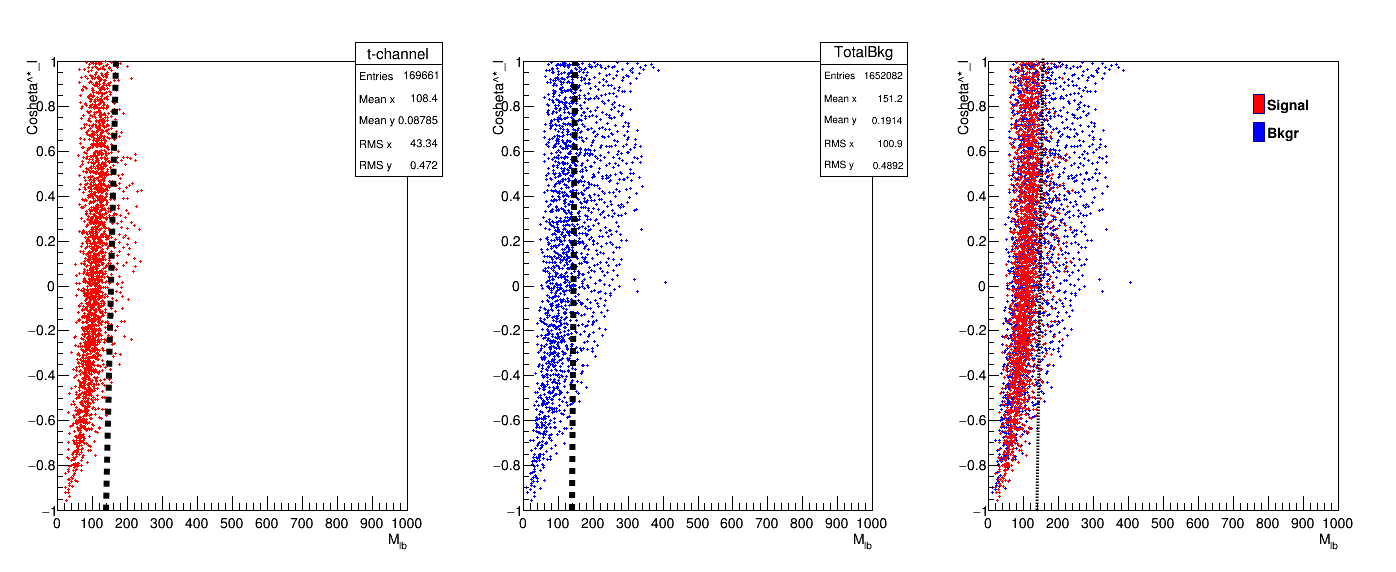 t-channel
Entries 169661
Mean x 108.4
Mean y 0.08785
RMS x 43.34
RMS y 0.472
Cosheta^*_l
1
0.8
0.6
0.4
0.2
0
−0.2
−0.4
−0.6
−0.8
−1
0 100 200 300 400 500 600 700 800 900 1000
M_lb
TotalBkg
Entries 1652082
Mean x 151.2
Mean y 0.1914
RMS x 100.9
RMS y 0.4892
Cosheta^*_l
1
0.8
0.6
0.4
0.2
0
−0.2
−0.4
−0.6
−0.8
−1
0 100 200 300 400 500 600 700 800 900 1000
M_lb
Signal
Bkgr
Cosheta^*_l
1
0.8
0.6
0.4
0.2
0
−0.2
−0.4
−0.6
−0.8
−1
0 100 200 300 400 500 600 700 800 900 1000
M_lb